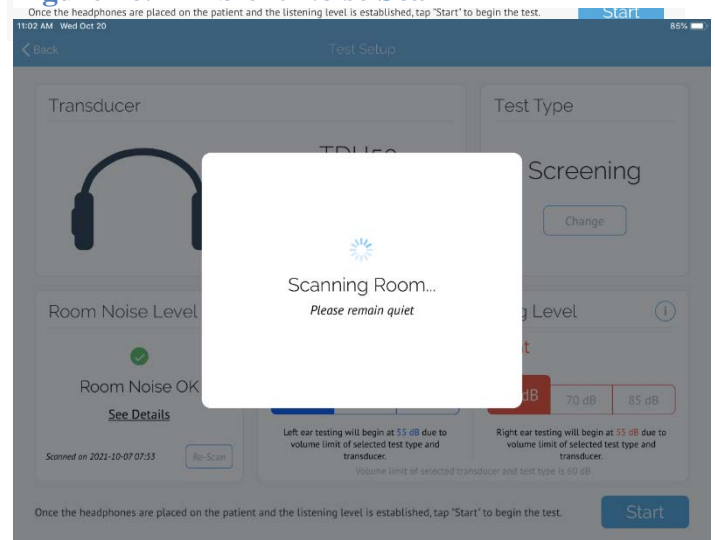 Once the headphones are placed on the patient and the listening level is established, tap "Start" to begin the test.
Start
11:02 AM Wed Oct 20
86%
Back
Test Setup
Transducer
Test Type
Screening
Change
Scanning Room...
Please remain quiet
Room Noise Level
Level
Room Noise OK
dB
70 dB
85 dB
See Details
Left ear testing will begin at 55 dB due to
volume limit of selected test type and
transducer.
Right ear testing will begin at 55 dB due to
volume limit of selected test type and
transducer.
Scanned on 2021-10-07 07:53
Re-Scan
Volume limit of selected transducer and test type is 60 dB
Once the headphones are placed on the patient and the listening level is established, tap "Start" to begin the test.
Start